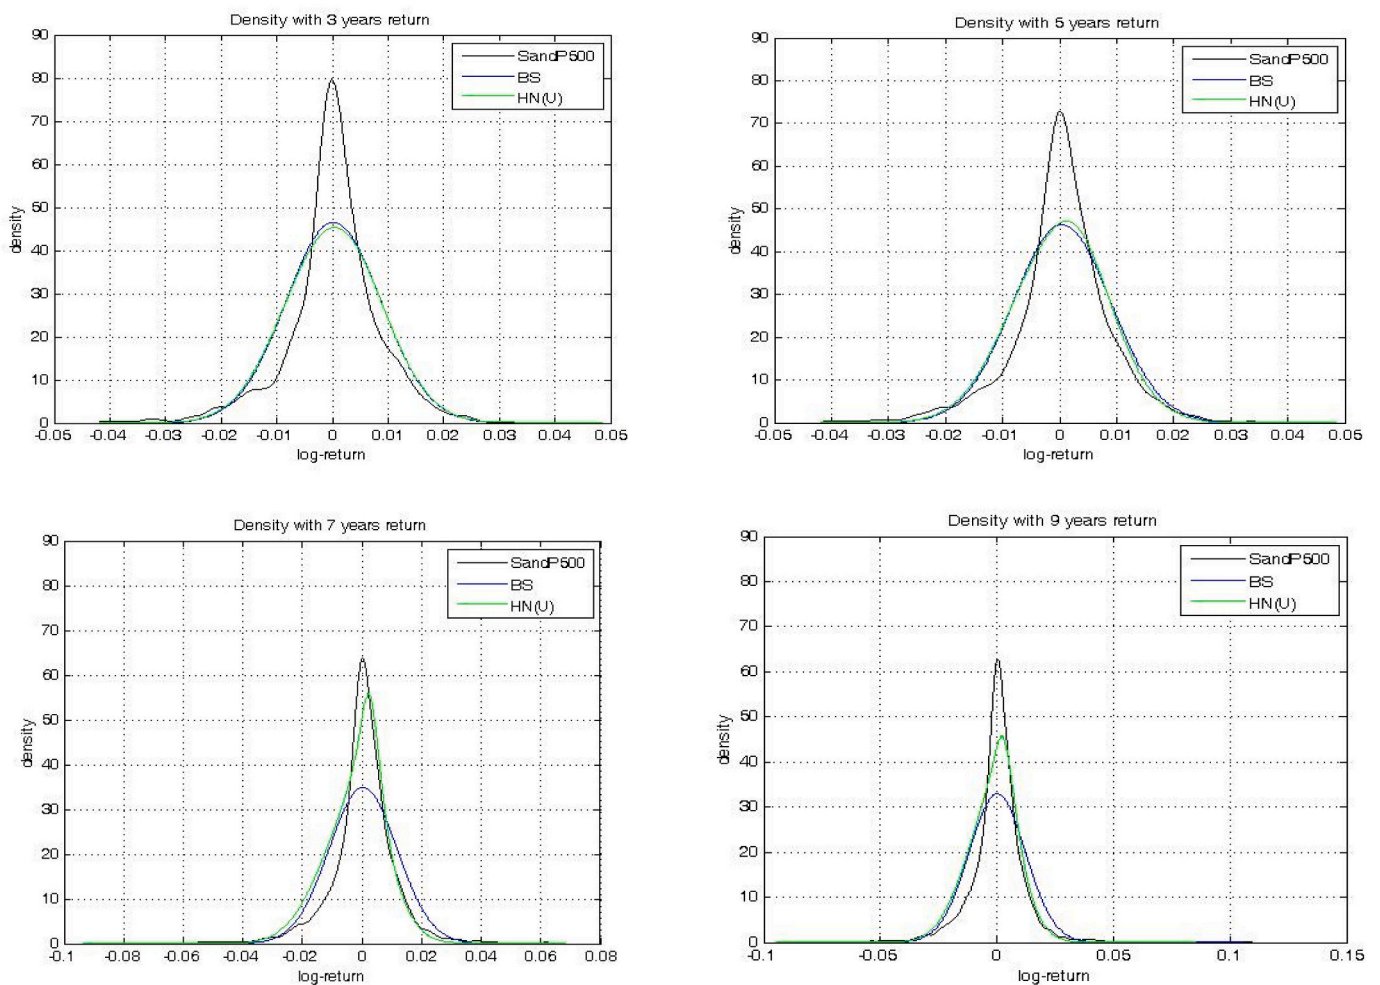 Density with 3 years return
90
80
70
60
50
40
30
20
10
0
density
-0.05 -0.04 -0.03 -0.02 -0.01 0 0.01 0.02 0.03 0.04 0.05
log-return
SandP500
BS
HN(U)
Density with 5 years return
90
80
70
60
50
40
30
20
10
0
density
-0.05 -0.04 -0.03 -0.02 -0.01 0 0.01 0.02 0.03 0.04 0.05
log-return
SandP500
BS
HN(U)
Density with 7 years return
90
80
70
60
50
40
30
20
10
0
density
-0.1 -0.08 -0.06 -0.04 -0.02 0 0.02 0.04 0.06 0.08
log-return
SandP500
BS
HN(U)
Density with 9 years return
90
80
70
60
50
40
30
20
10
0
density
-0.1 -0.05 0 0.05 0.1 0.15
log-return
SandP500
BS
HN(U)